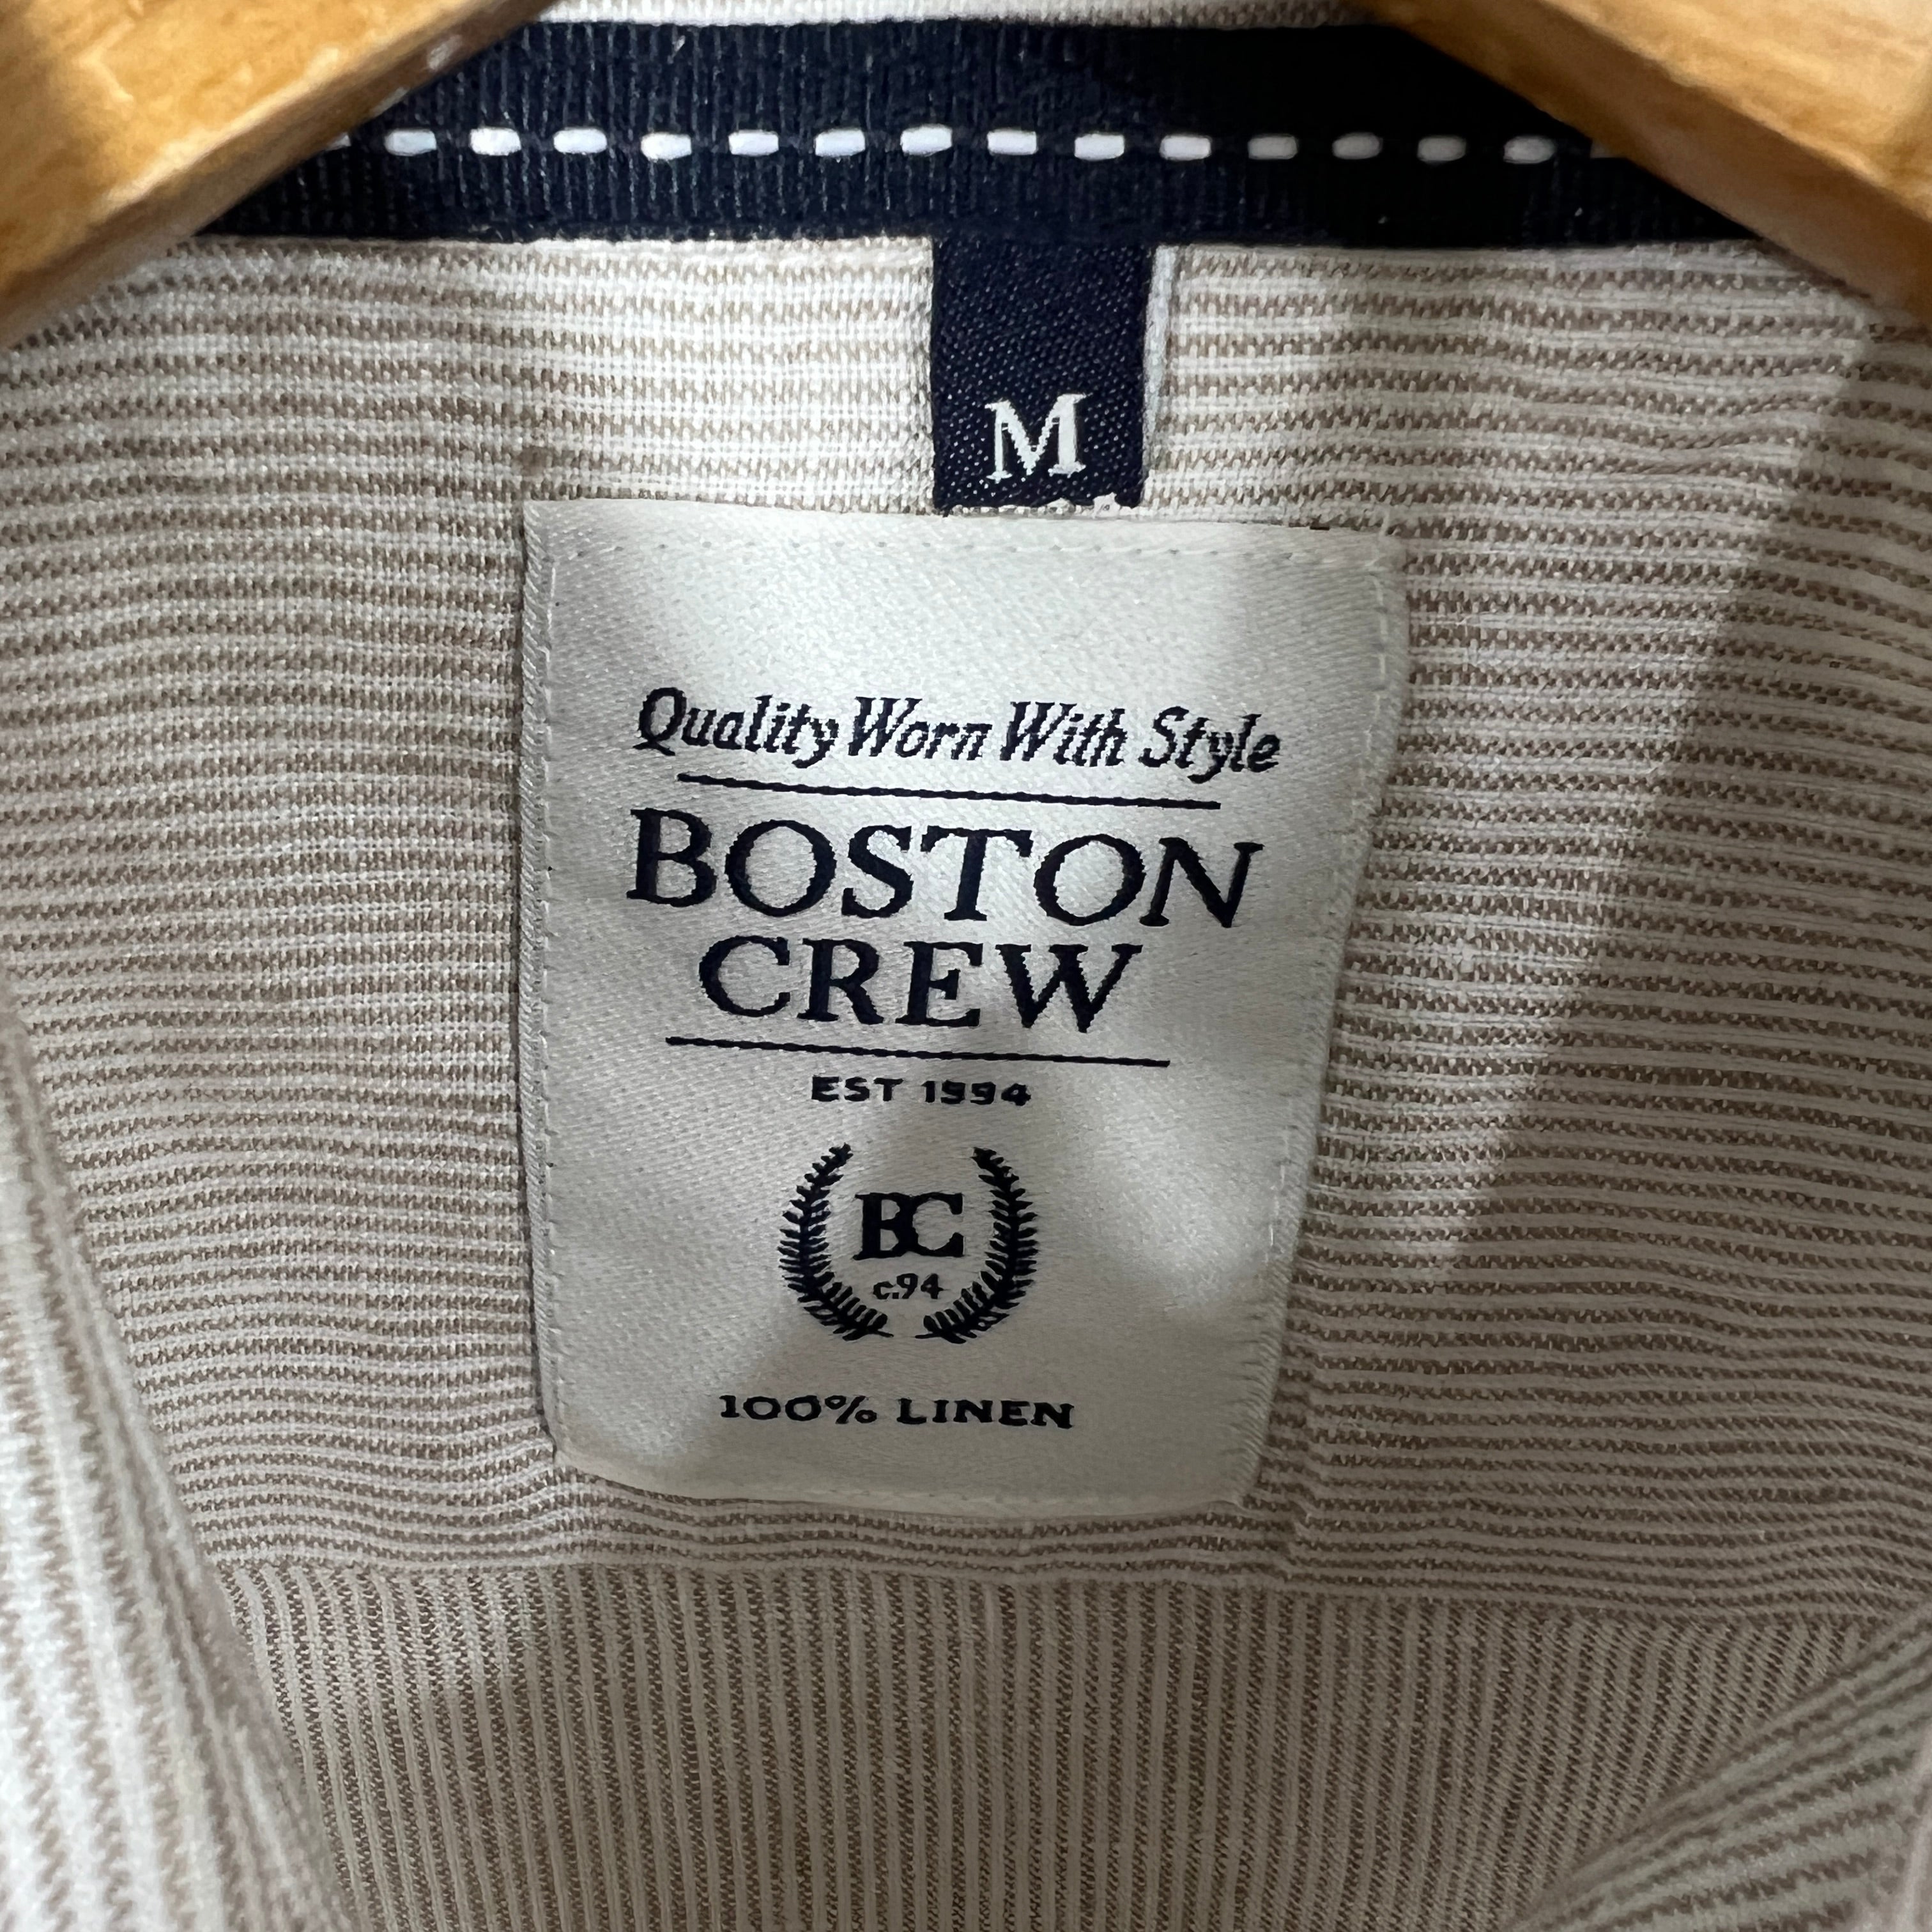 M
Quality Worn With Style
BOSTON
CREW
EST 1994
BC
c.94
100% LINEN